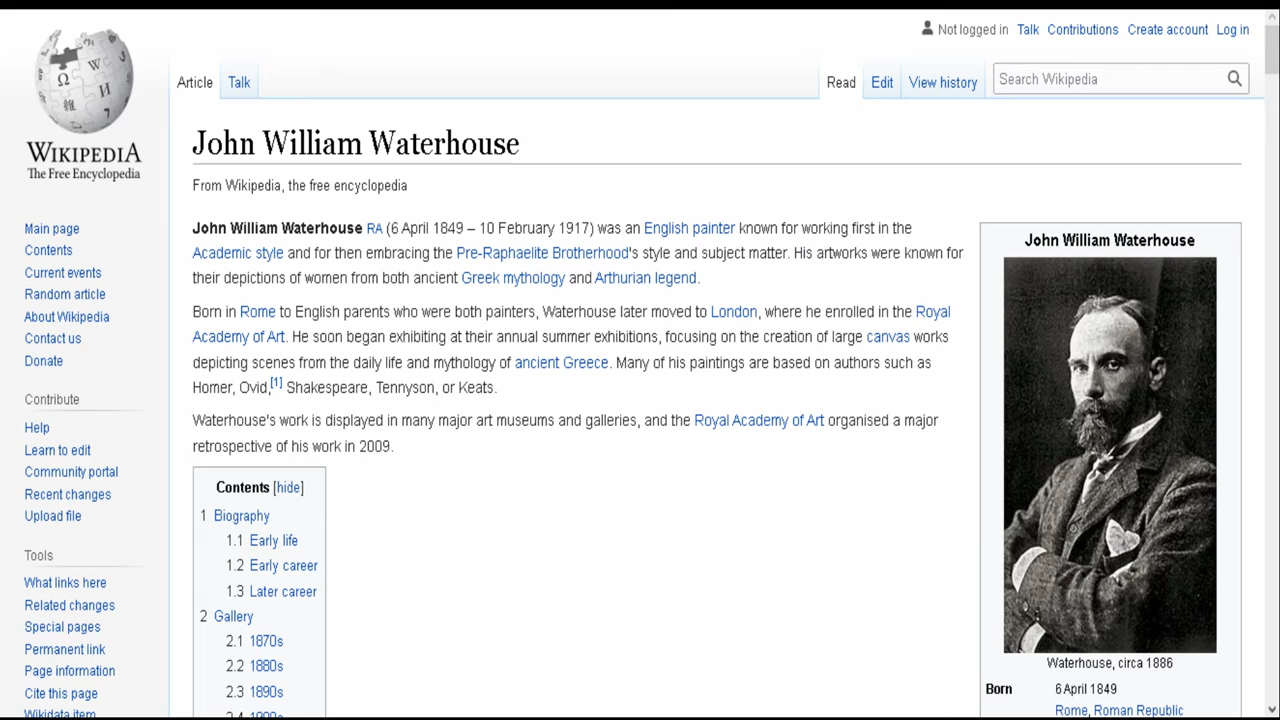 Not logged in Talk Contributions Create account Log in
Article Talk Read Edit View history Search Wikipedia
WIKIPEDIA
The Free Encyclopedia
Main page
Contents
Current events
Random article
About Wikipedia
Contact us
Donate
Contribute
Help
Learn to edit
Community portal
Recent changes
Upload file
Tools
What links here
Related changes
Special pages
Permanent link
Page information
Cite this page
Wikidata item
John William Waterhouse
From Wikipedia, the free encyclopedia
John William Waterhouse RA (6 April 1849 – 10 February 1917) was an English painter known for working first in the
Academic style and for then embracing the Pre-Raphaelite Brotherhood's style and subject matter. His artworks were known for
their depictions of women from both ancient Greek mythology and Arthurian legend.
Born in Rome to English parents who were both painters, Waterhouse later moved to London, where he enrolled in the Royal
Academy of Art. He soon began exhibiting at their annual summer exhibitions, focusing on the creation of large canvas works
depicting scenes from the daily life and mythology of ancient Greece. Many of his paintings are based on authors such as
Homer, Ovid,[1] Shakespeare, Tennyson, or Keats.
Waterhouse's work is displayed in many major art museums and galleries, and the Royal Academy of Art organised a major
retrospective of his work in 2009.
Contents [hide]
1 Biography
1.1 Early life
1.2 Early career
1.3 Later career
2 Gallery
2.1 1870s
2.2 1880s
2.3 1890s
John William Waterhouse
Waterhouse, circa 1886
Born 6 April 1849
Rome, Roman Republic